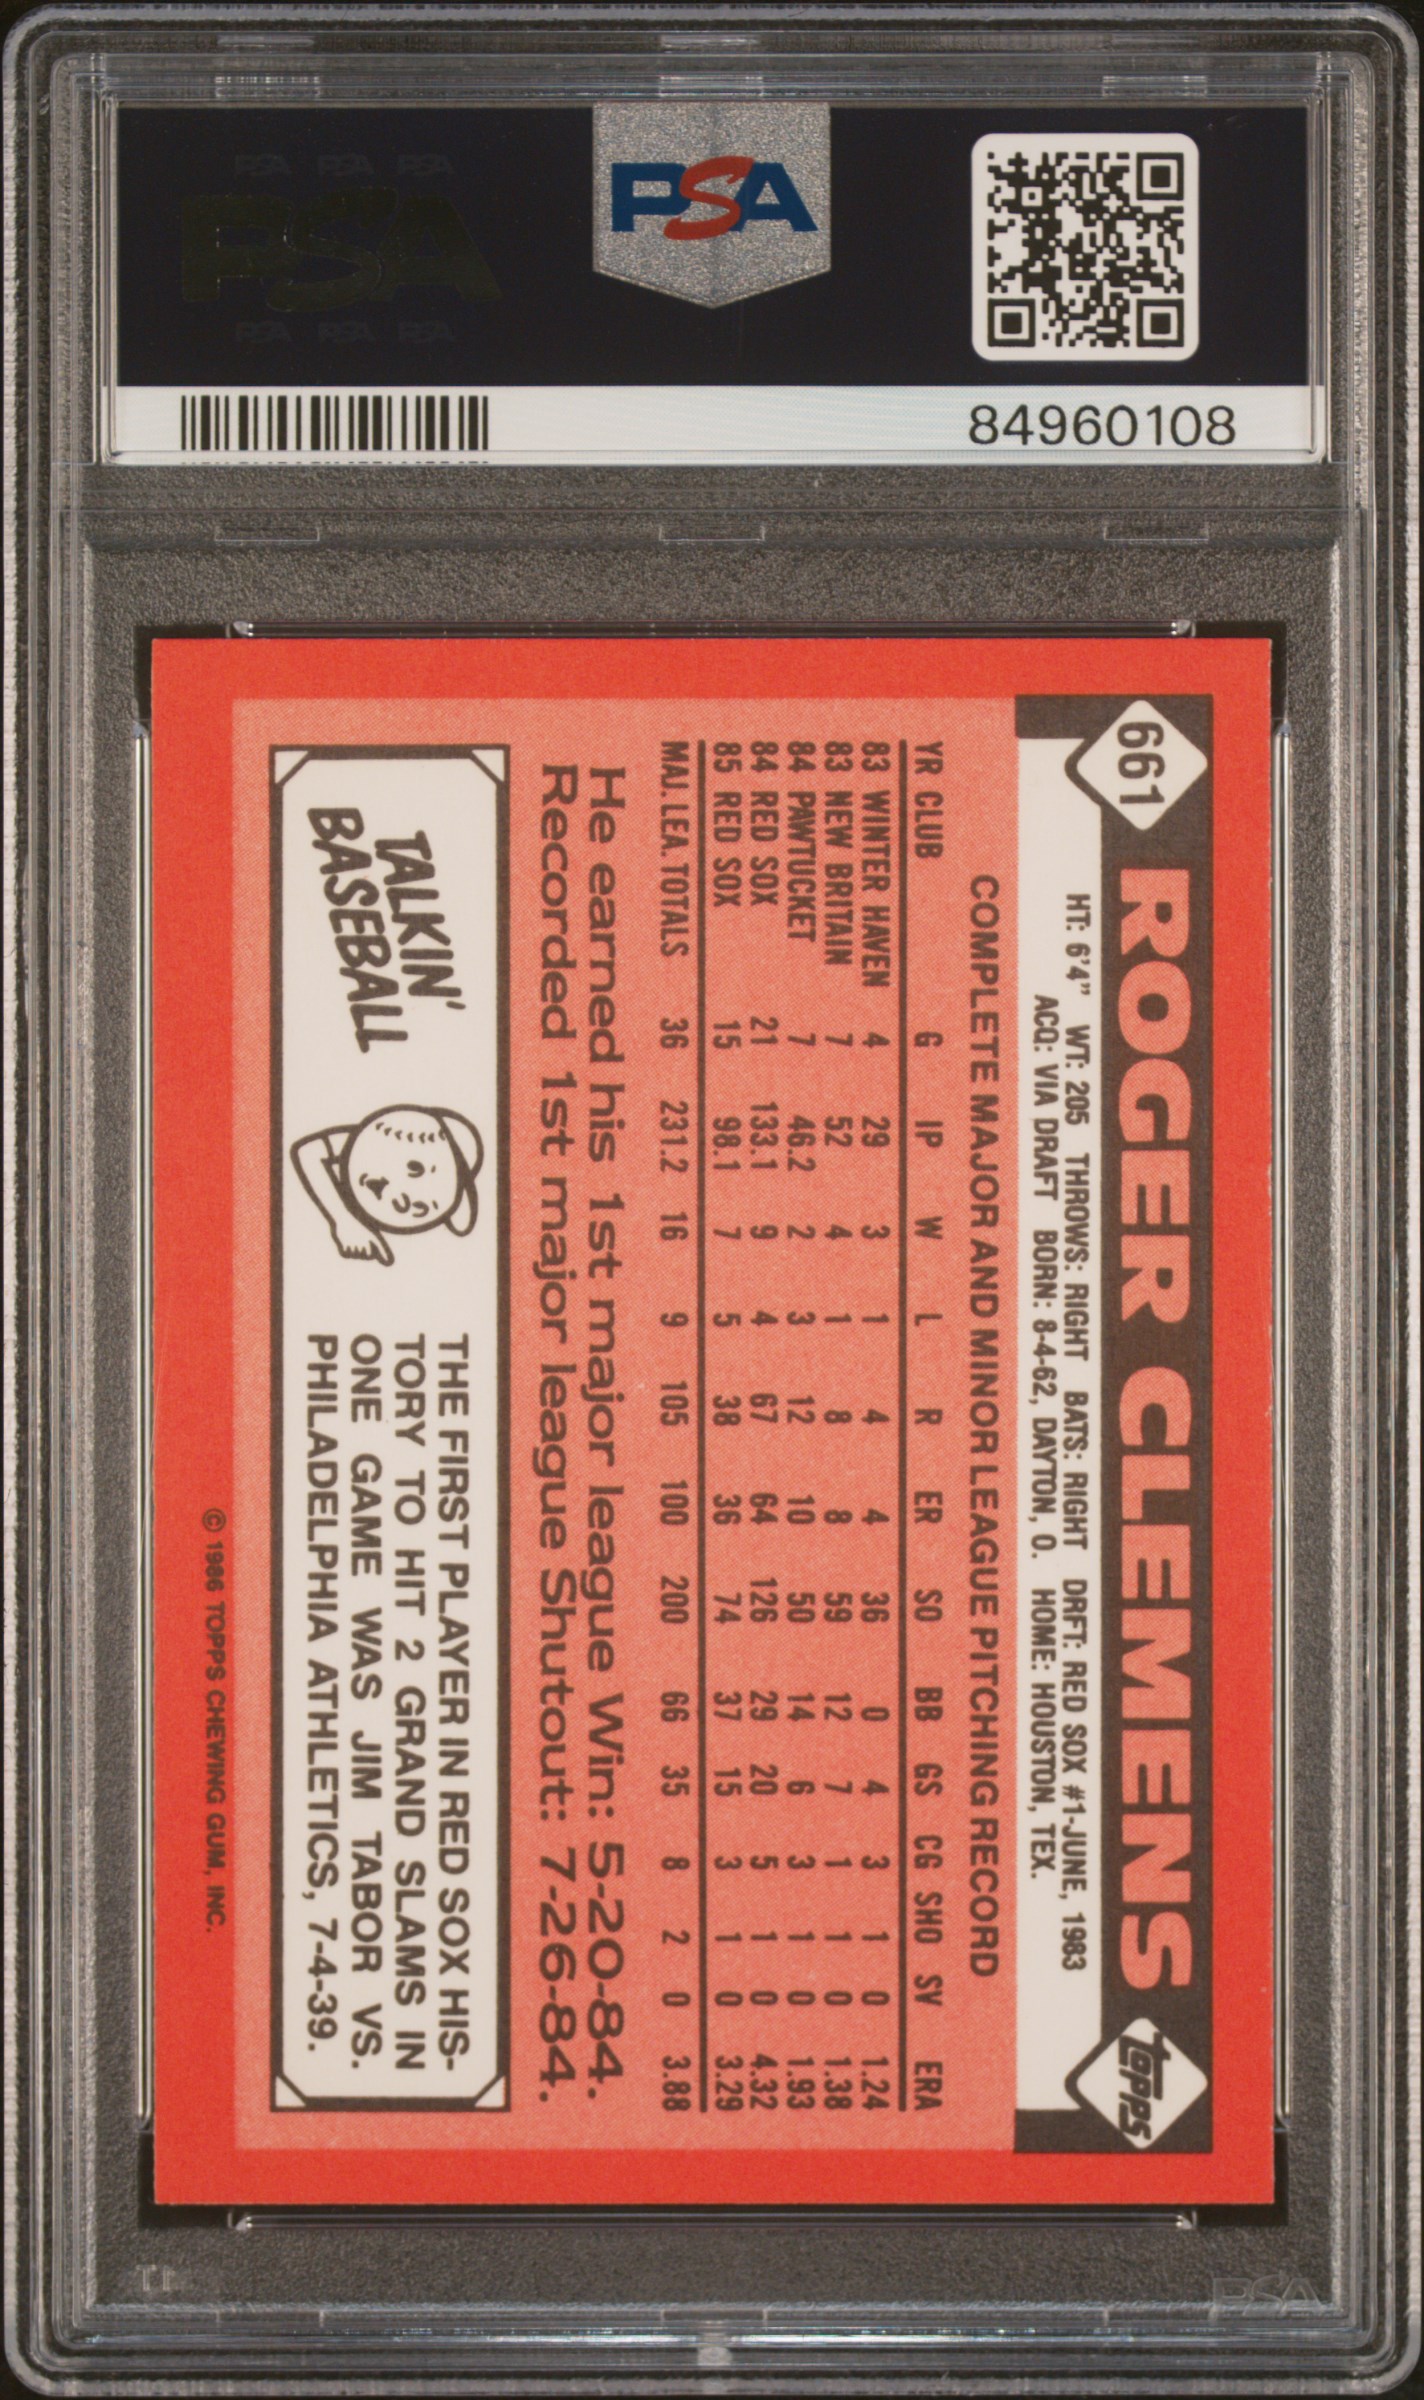 PSA PSA PSA
PSA
PSA PSA PSA
PSA
84960108
661 ROGER CLEMENS topps
HT: 6'4" WT: 205 THROWS: RIGHT BATS: RIGHT DRFT: RED SOX #1-JUNE, 1983
ACQ: VIA DRAFT BORN: 8-4-62, DAYTON, O. HOME: HOUSTON, TEX.
COMPLETE MAJOR AND MINOR LEAGUE PITCHING RECORD
YR CLUB G IP W L R ER SO BB GS CG SHO SV ERA
83 WINTER HAVEN 4 29 3 1 4 4 36 0 4 3 1 0 1.24
83 NEW BRITAIN 7 52 4 1 8 8 59 12 7 1 1 0 1.38
84 PAWTUCKET 7 46.2 2 3 12 10 50 14 6 3 1 0 1.93
84 RED SOX 21 133.1 9 4 67 64 126 29 20 5 1 0 4.32
85 RED SOX 15 98.1 7 5 38 36 74 37 15 3 1 0 3.29
MAJ. LEA. TOTALS 36 231.2 16 9 105 100 200 66 35 8 2 0 3.88
He earned his 1st major league Win: 5-20-84.
Recorded 1st major league Shutout: 7-26-84.
TALKIN'
BASEBALL
THE FIRST PLAYER IN RED SOX HIS-
TORY TO HIT 2 GRAND SLAMS IN
ONE GAME WAS JIM TABOR VS.
PHILADELPHIA ATHLETICS, 7-4-39.
© 1986 TOPPS CHEWING GUM, INC.
PSA